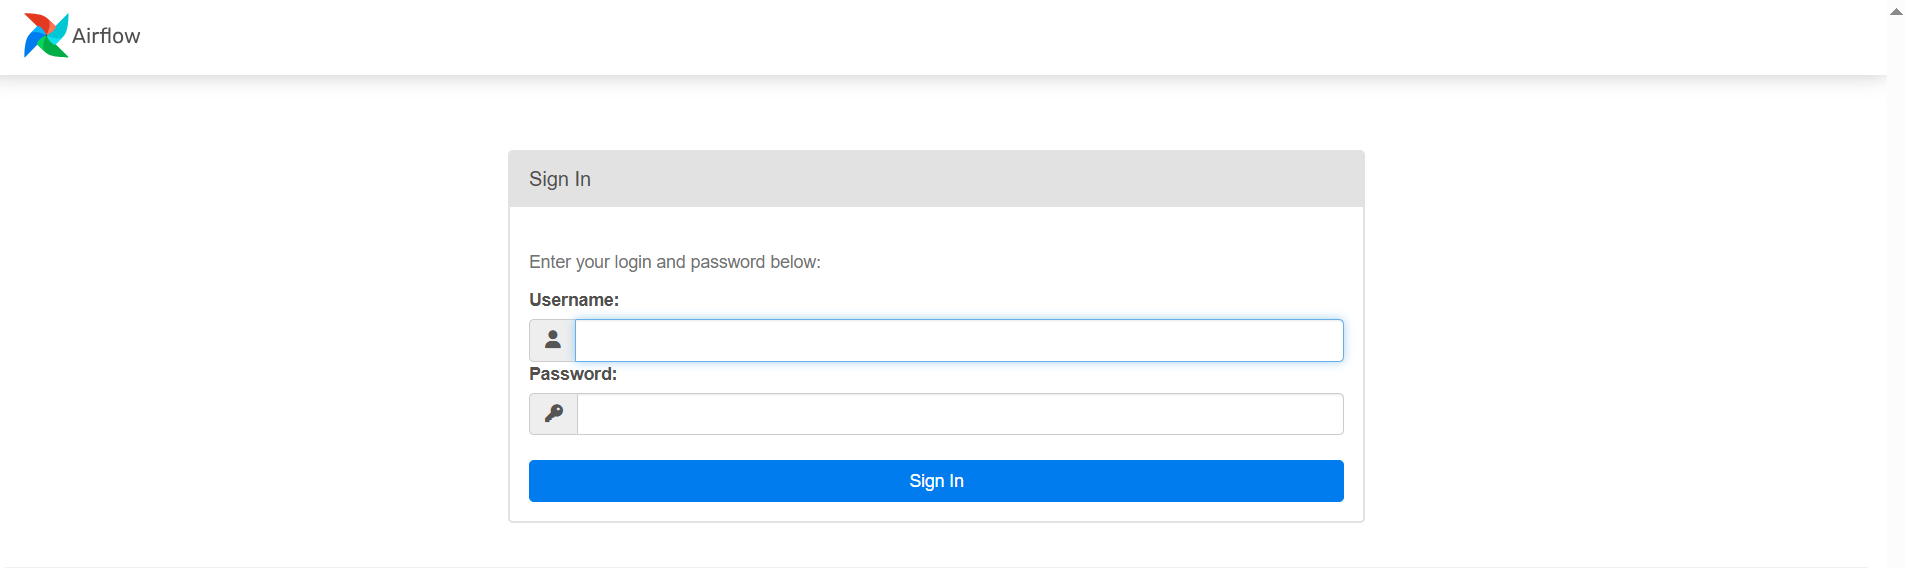 Airflow
Sign In
Enter your login and password below:
Username:
Password:
Sign In